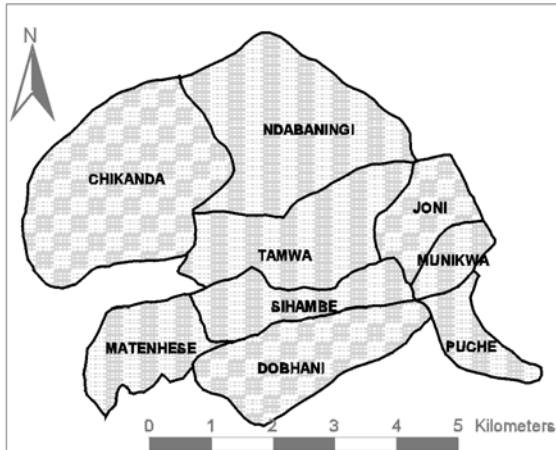 N
NDABANINGI
CHIKANDA
JONI
TAMWA
MUNIKWA
SIHAMBE
MATENHESE
PUCHE
DOBHANI
0 1 2 3 4 5 Kilometers